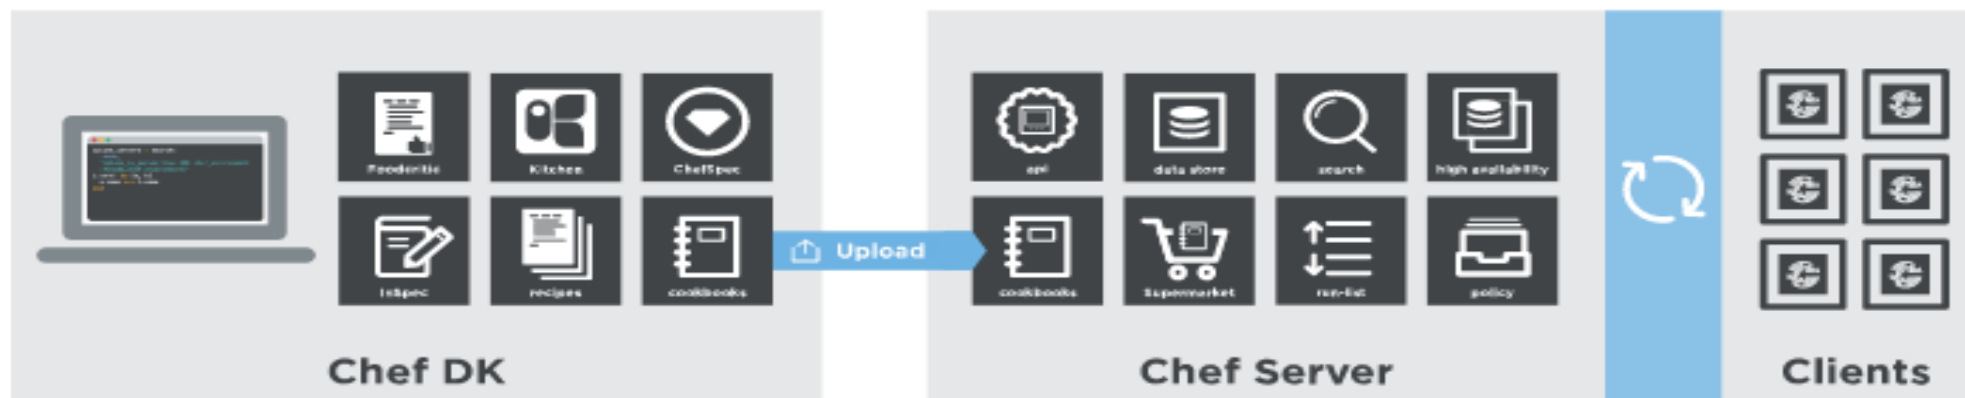 Foodcritic
Kitchen
ChefSpec
InSpec
recipes
cookbooks
Upload
Chef DK
api
data store
search
high availability
cookbooks
Supermarket
run-list
policy
Chef Server
Clients